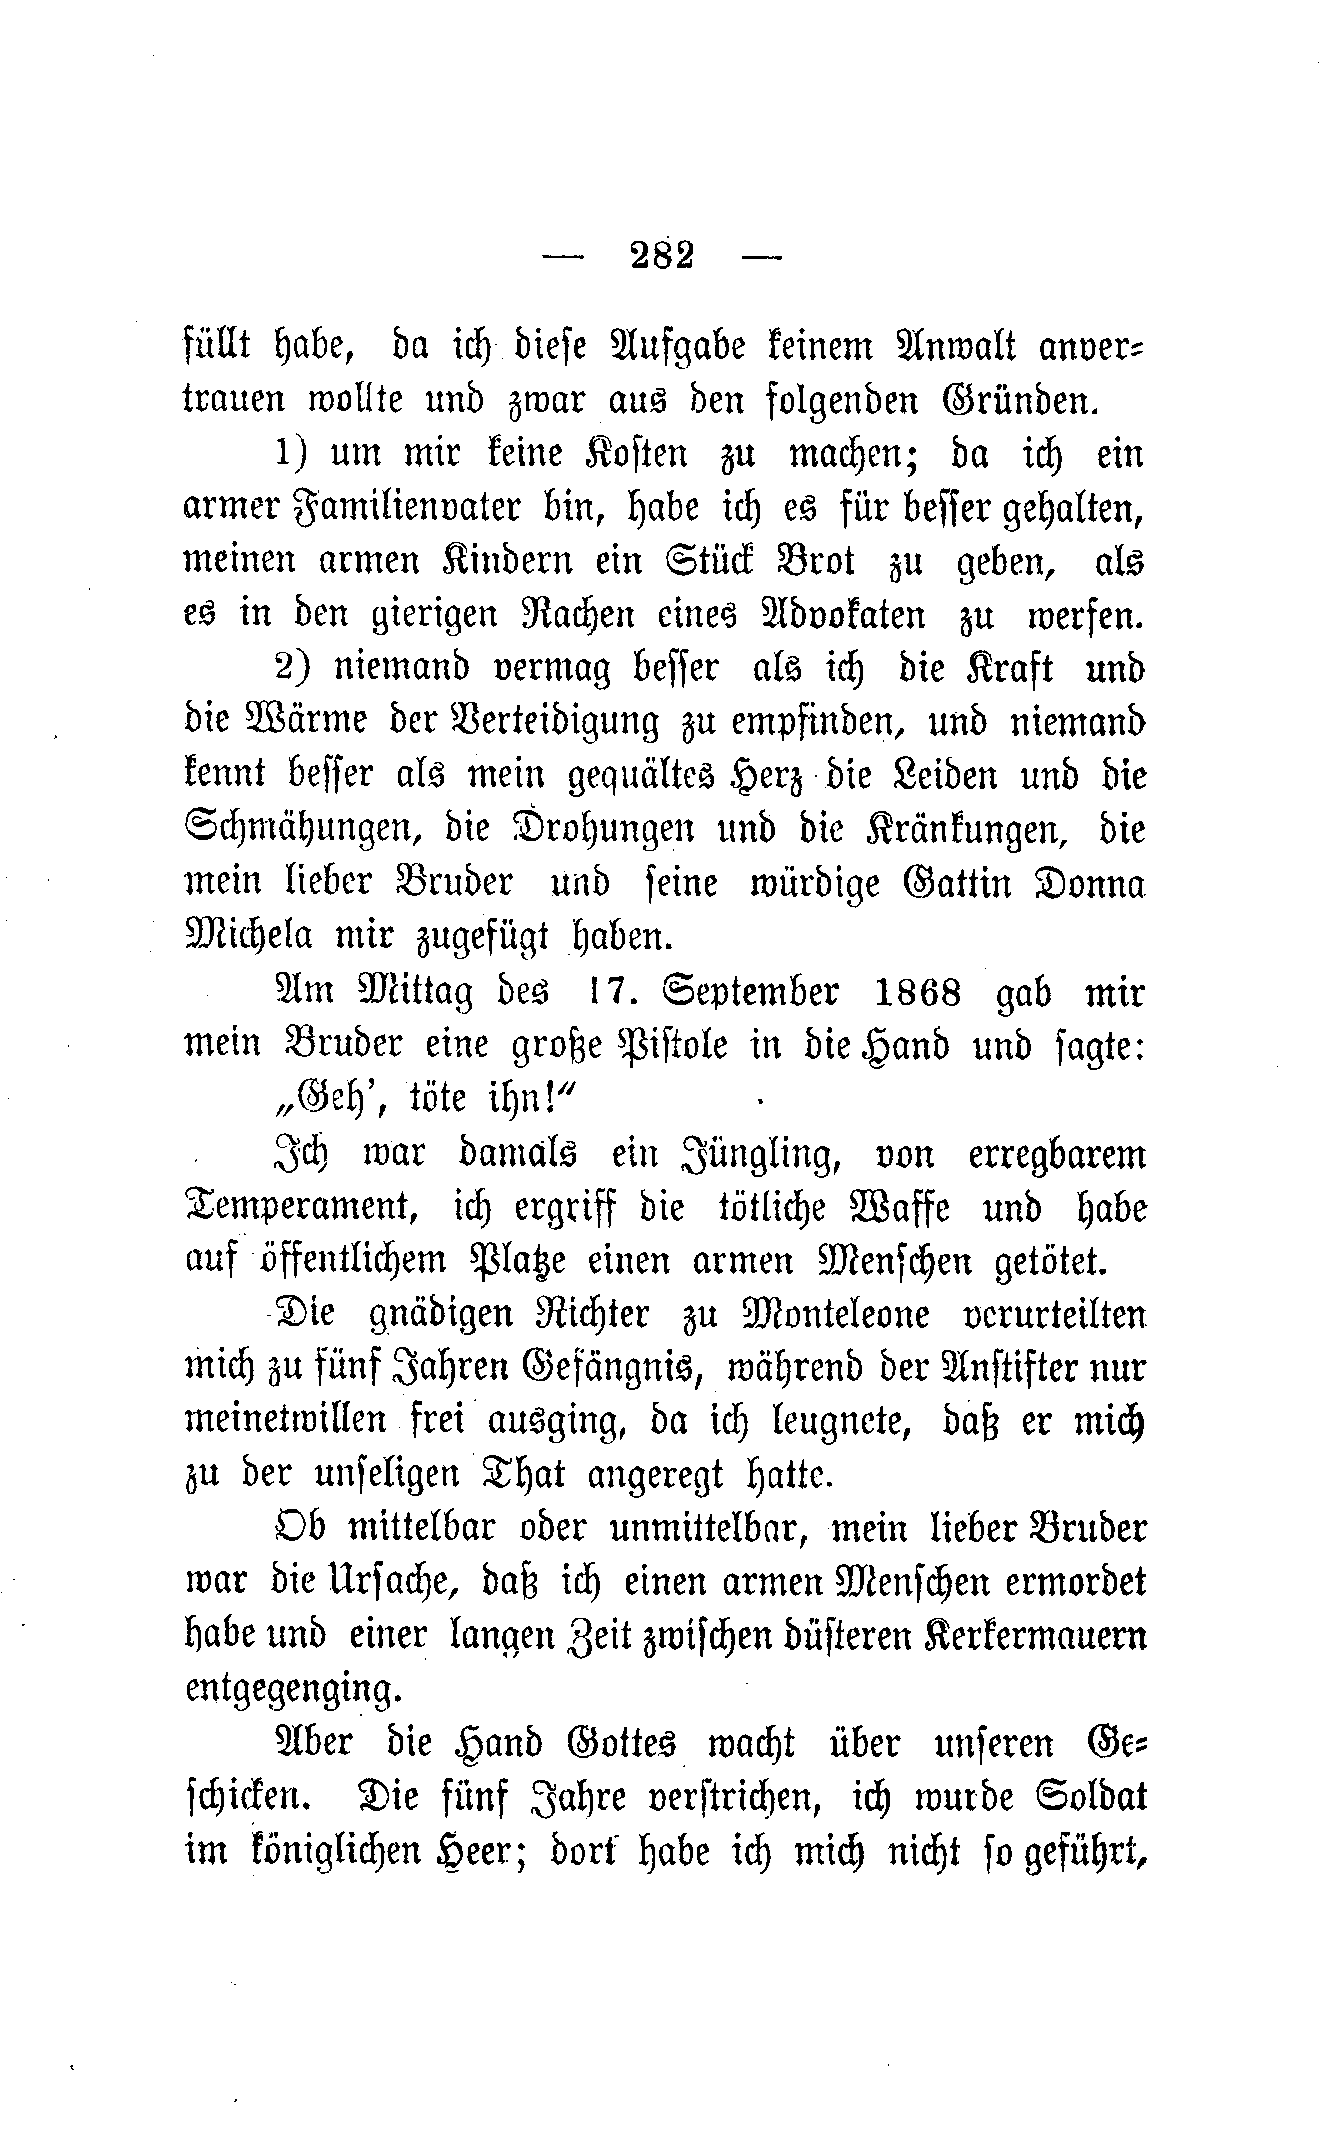 — 282 —
füllt habe, da ich diese Aufgabe keinem Anwalt anver-
trauen wollte und zwar aus den folgenden Gründen.
1) um mir keine Kosten zu machen; da ich ein
armer Familienvater bin, habe ich es für besser gehalten,
meinen armen Kindern ein Stück Brot zu geben, als
es in den gierigen Rachen eines Advokaten zu werfen.
2) niemand vermag besser als ich die Kraft und
die Wärme der Verteidigung zu empfinden, und niemand
kennt besser als mein gequältes Herz die Leiden und die
Schmähungen, die Drohungen und die Kränkungen, die
mein lieber Bruder und seine würdige Gattin Donna
Michela mir zugefügt haben.
Am Mittag des 17. September 1868 gab mir
mein Bruder eine große Pistole in die Hand und sagte:
„Geh', töte ihn!“
Ich war damals ein Jüngling, von erregbarem
Temperament, ich ergriff die tötliche Waffe und habe
auf öffentlichem Platze einen armen Menschen getötet.
Die gnädigen Richter zu Monteleone verurteilten
mich zu fünf Jahren Gefängnis, während der Anstifter nur
meinetwillen frei ausging, da ich leugnete, daß er mich
zu der unseligen That angeregt hatte.
Ob mittelbar oder unmittelbar, mein lieber Bruder
war die Ursache, daß ich einen armen Menschen ermordet
habe und einer langen Zeit zwischen düsteren Kerkermauern
entgegenging.
Aber die Hand Gottes wacht über unseren Ge-
schicken. Die fünf Jahre verstrichen, ich wurde Soldat
im königlichen Heer; dort habe ich mich nicht so geführt,